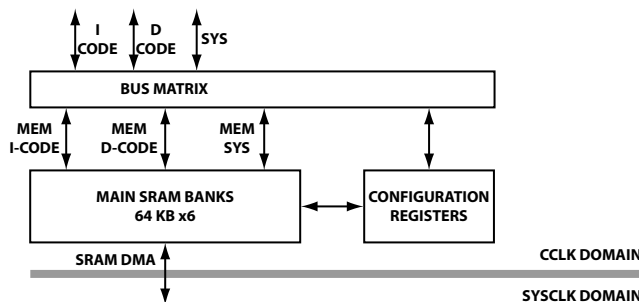 I CODE
D CODE
SYS
BUS MATRIX
MEM I-CODE
MEM D-CODE
MEM SYS
MAIN SRAM BANKS
64 KB x6
CONFIGURATION
REGISTERS
SRAM DMA
CCLK DOMAIN
SYSCLK DOMAIN